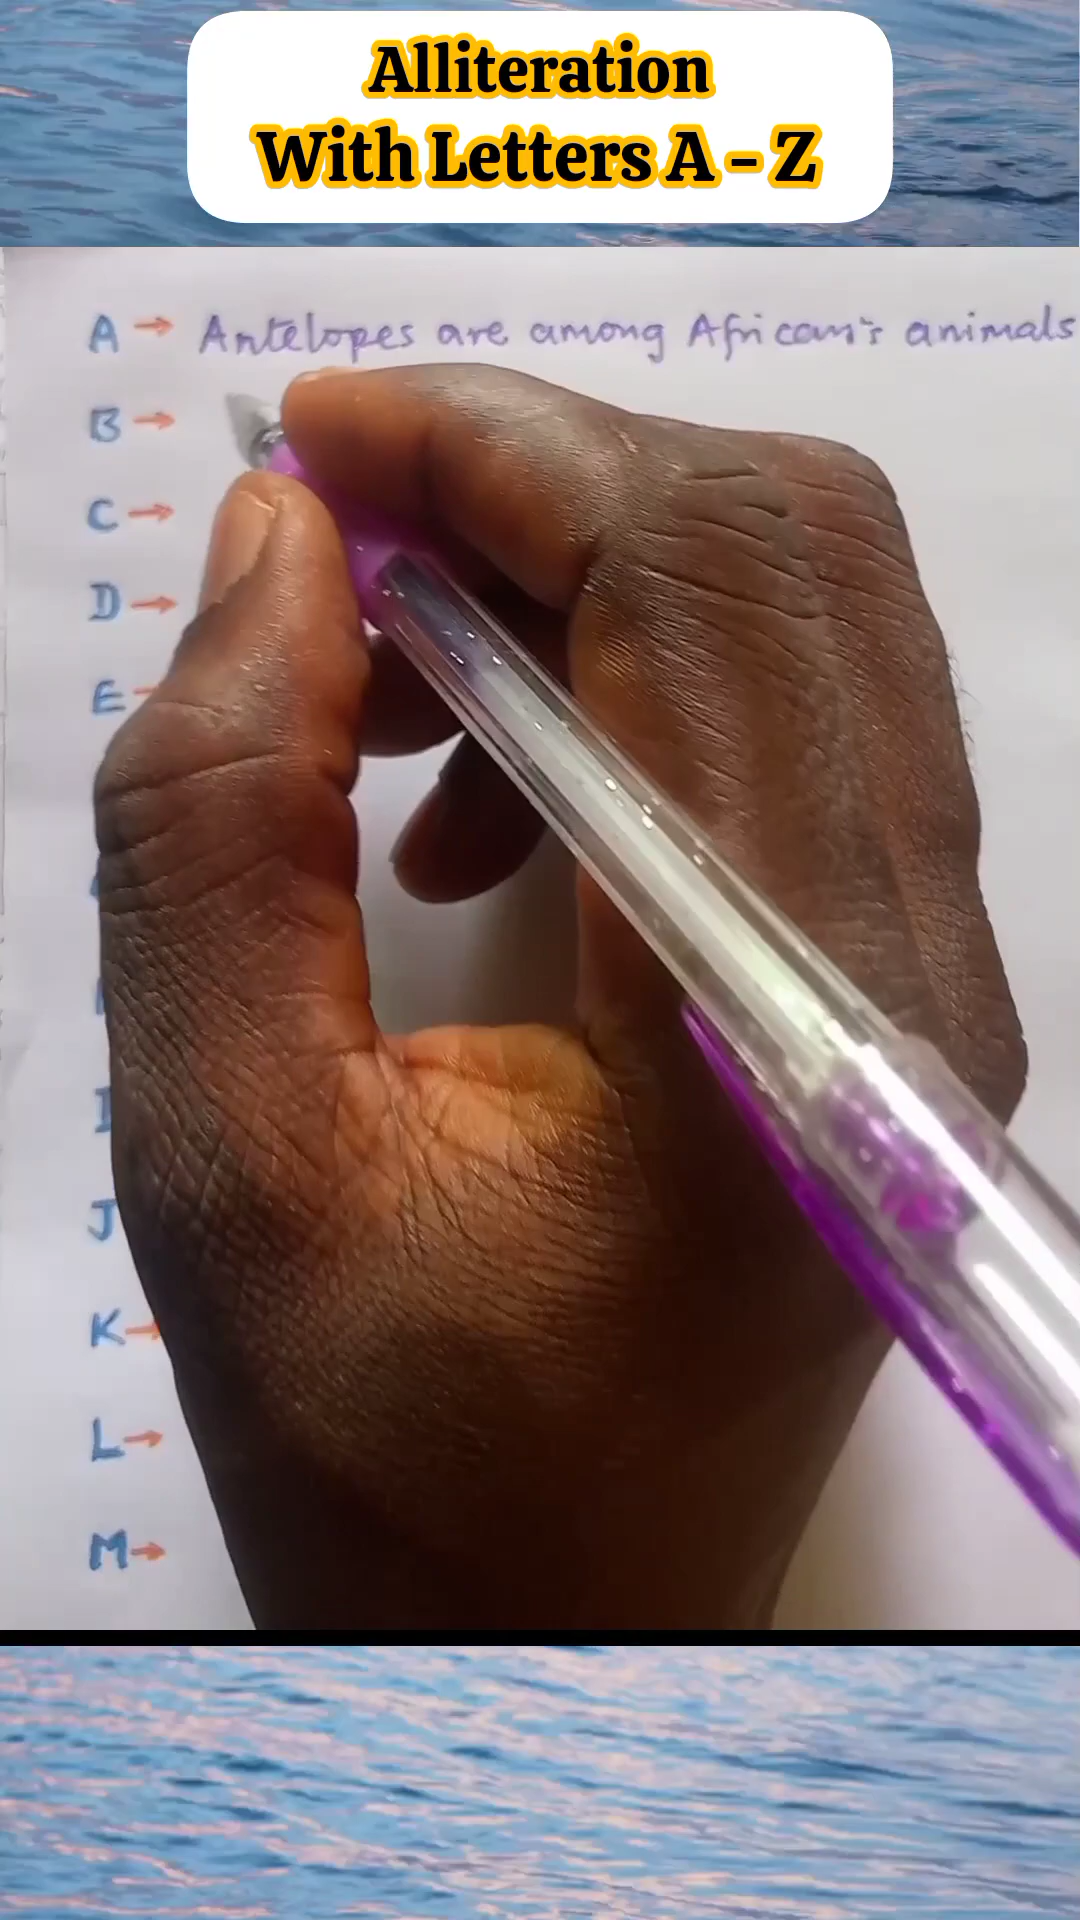 Alliteration
With Letters A - Z
A → Antelopes are among African's animals
B →
C →
D →
E
I
J
K →
L →
M →